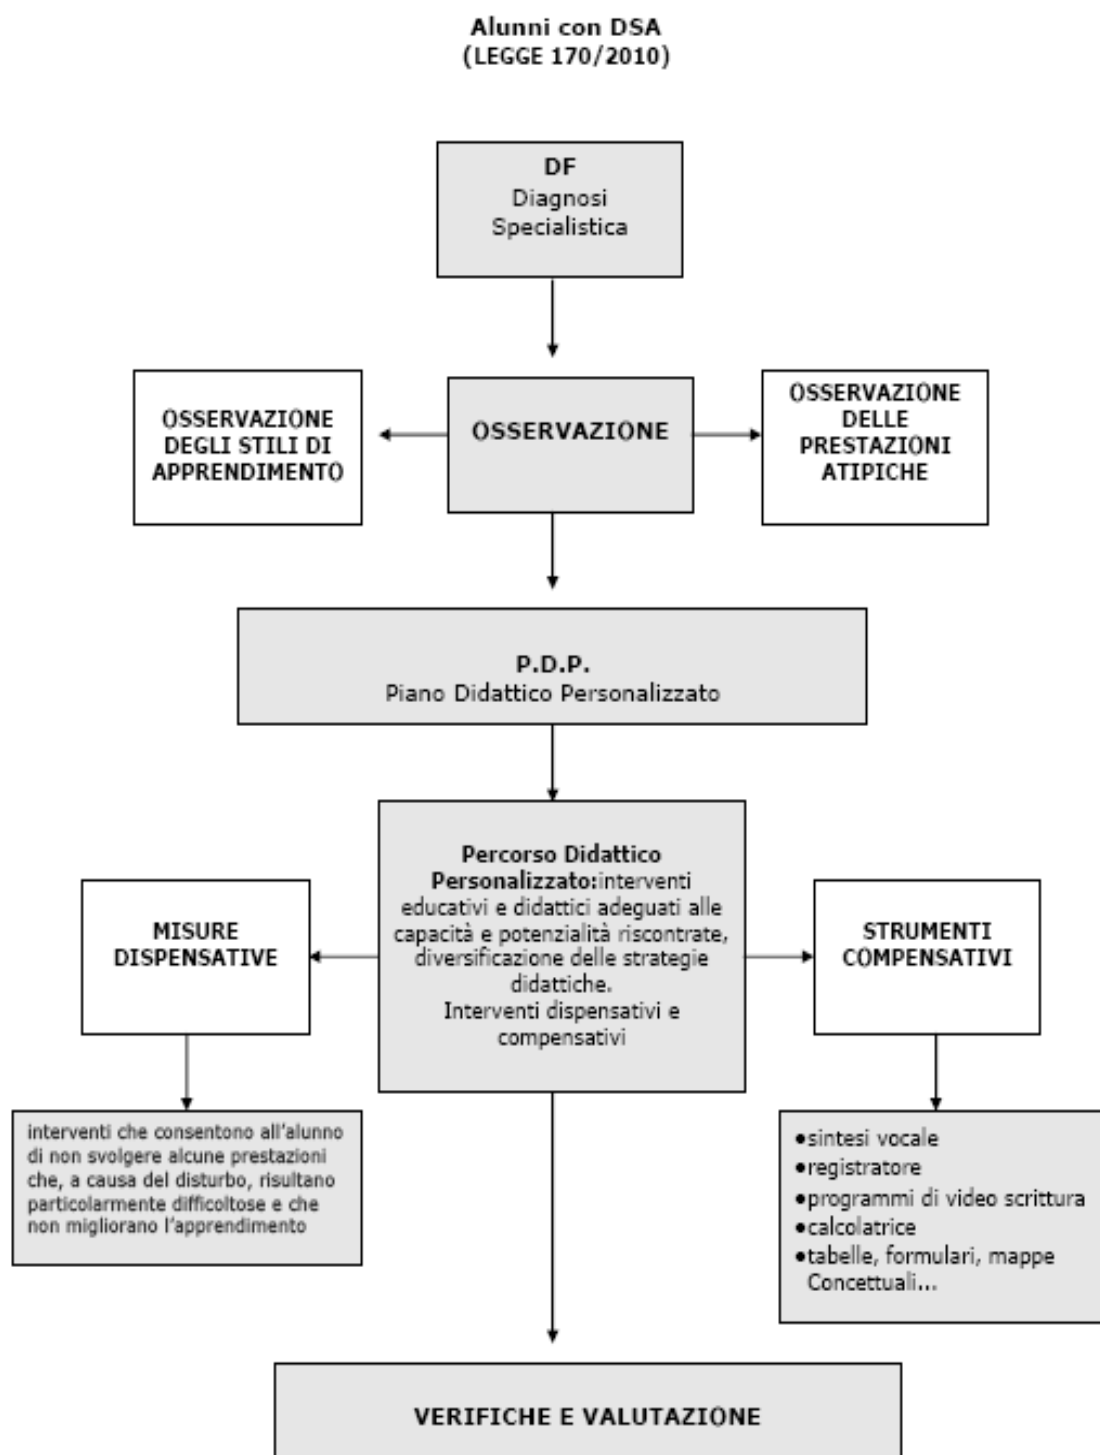 Alunni con DSA
(LEGGE 170/2010)
DF
Diagnosi
Specialistica
OSSERVAZIONE
DEGLI STILI DI
APPRENDIMENTO
OSSERVAZIONE
OSSERVAZIONE
DELLE
PRESTAZIONI
ATIPICHE
P.D.P.
Piano Didattico Personalizzato
Percorso Didattico
Personalizzato:interventi
educativi e didattici adeguati alle
capacità e potenzialità riscontrate,
diversificazione delle strategie
didattiche.
Interventi dispensativi e
compensativi
MISURE
DISPENSATIVE
STRUMENTI
COMPENSATIVI
interventi che consentono all'alunno
di non svolgere alcune prestazioni
che, a causa del disturbo, risultano
particolarmente difficoltose e che
non migliorano l'apprendimento
●sintesi vocale
●registratore
●programmi di video scrittura
●calcolatrice
●tabelle, formulari, mappe
Concettuali...
VERIFICHE E VALUTAZIONE